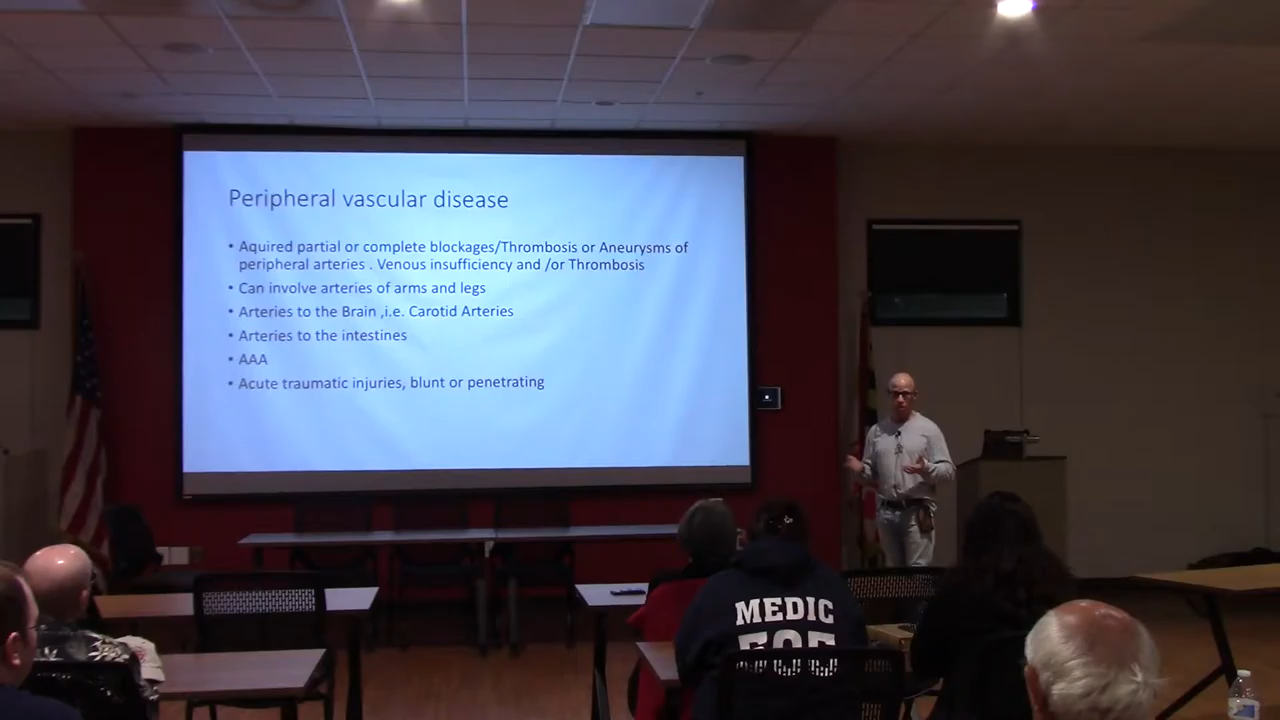 Peripheral vascular disease
• Aquired partial or complete blockages/Thrombosis or Aneurysms of
peripheral arteries . Venous insufficiency and /or Thrombosis
• Can involve arteries of arms and legs
• Arteries to the Brain ,i.e. Carotid Arteries
• Arteries to the intestines
• AAA
• Acute traumatic injuries, blunt or penetrating
MEDIC